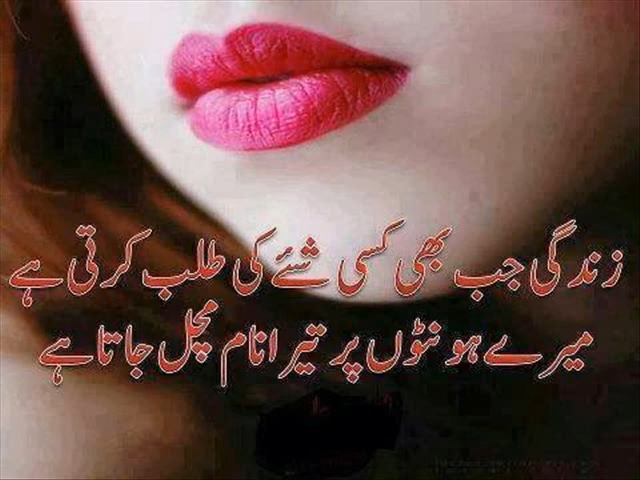 زندگی جب بھی کسی شئے کی طلب کرتی ہے
میرے ہونٹوں پر تیرا نام مچل جاتا ہے